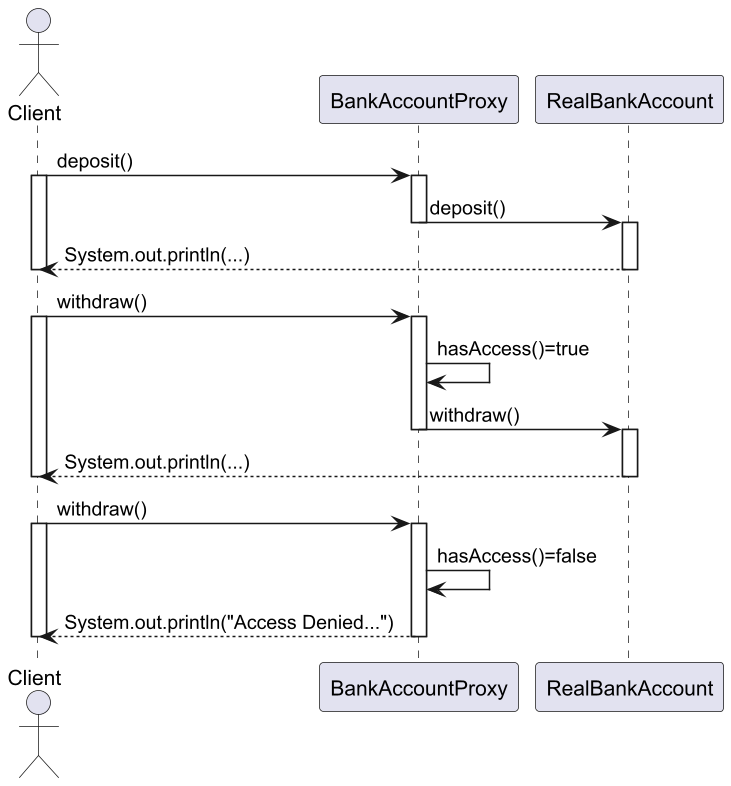 Client
BankAccountProxy
RealBankAccount
deposit()
deposit()
System.out.println(...)
withdraw()
hasAccess()=true
withdraw()
System.out.println(...)
withdraw()
hasAccess()=false
System.out.println("Access Denied...")
Client
BankAccountProxy
RealBankAccount